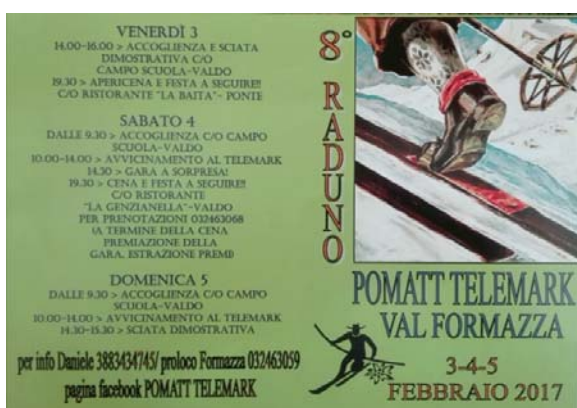 VENERDÌ 3
14.00-16.00 > ACCOGLIENZA E SCIATA
DIMOSTRATIVA C/O
CAMPO SCUOLA-VALDO
19.30 > APERICENA E FESTA A SEGUIRE!!
C/O RISTORANTE "LA BAITA"- PONTE
SABATO 4
DALLE 9.30 > ACCOGLIENZA C/O CAMPO
SCUOLA-VALDO
10.00-14.00 > AVVICINAMENTO AL TELEMARK
14.30 > GARA A SORPRESA!
19.30 > CENA E FESTA A SEGUIRE!!
C/O RISTORANTE
"LA GENZIANELLA"-VALDO
PER PRENOTAZIONI 032463068
(A TERMINE DELLA CENA
PREMIAZIONE DELLA
GARA, ESTRAZIONE PREMI)
DOMENICA 5
DALLE 9.30 > ACCOGLIENZA C/O CAMPO
SCUOLA-VALDO
10.00-14.00 > AVVICINAMENTO AL TELEMARK
14.30-15.30 > SCIATA DIMOSTRATIVA
per info Daniele 3883434745/ proloco Formazza 032463059
pagina facebook POMATT TELEMARK
8° RADUNO
POMATT TELEMARK
VAL FORMAZZA
3-4-5
FEBBRAIO 2017